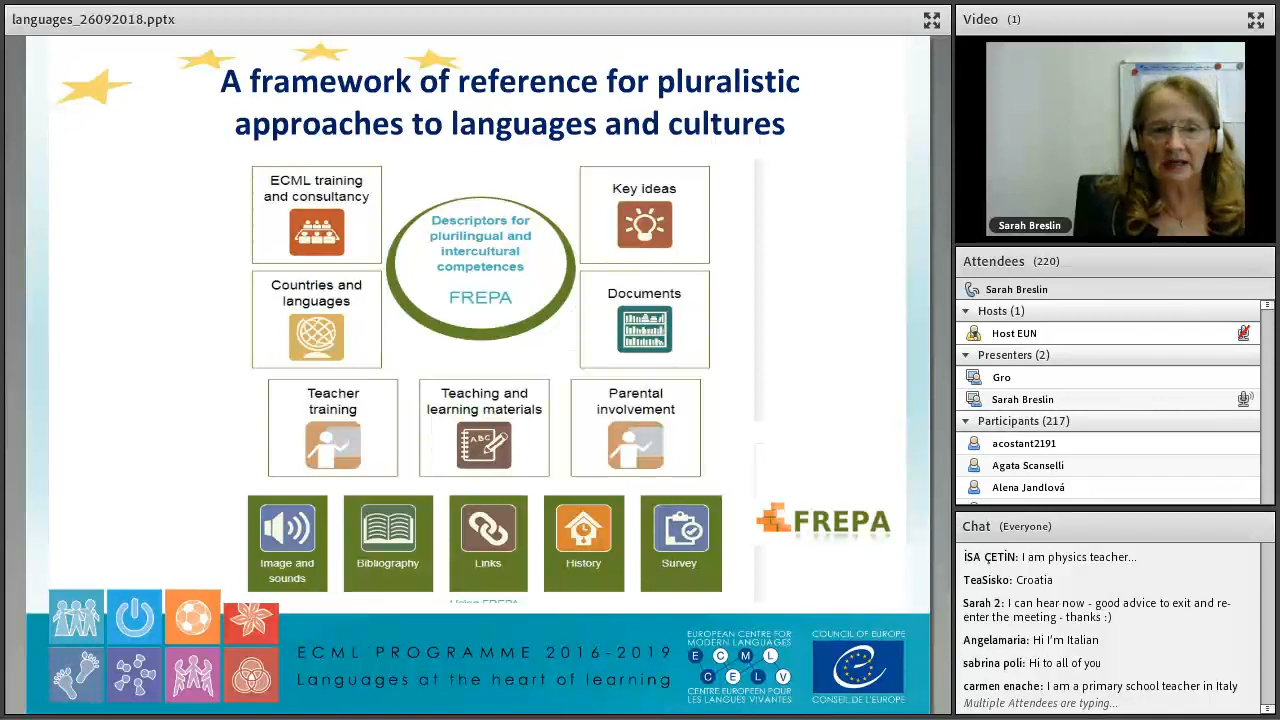 languages_26092018.pptx
A framework of reference for pluralistic
approaches to languages and cultures
ECML training
and consultancy
Descriptors for
plurilingual and
intercultural
competences
FREPA
Key ideas
Countries and
languages
Documents
Teacher
training
Teaching and
learning materials
ABC
Parental
involvement
Image and
sounds
Bibliography
Links
History
Survey
FREPA
Using FREPA
ECML PROGRAMME 2016-2019
Languages at the heart of learning
EUROPEAN CENTRE FOR
MODERN LANGUAGES
E C M L
C E L V
CENTRE EUROPEEN POUR
LES LANGUES VIVANTES
COUNCIL OF EUROPE
CONSEIL DE L'EUROPE
Video (1)
Sarah Breslin
Attendees (220)
Sarah Breslin
Hosts (1)
Host EUN
Presenters (2)
Gro
Sarah Breslin
Participants (217)
acostant2191
Agata Scanselli
Alena Jandlová
Chat (Everyone)
İSA ÇETİN: I am physics teacher...
TeaSisko: Croatia
Sarah 2: I can hear now - good advice to exit and re-
enter the meeting - thanks :)
Angelamaria: Hi I'm Italian
sabrina poli: Hi to all of you
carmen enache: I am a primary school teacher in Italy
Multiple Attendees are typing...